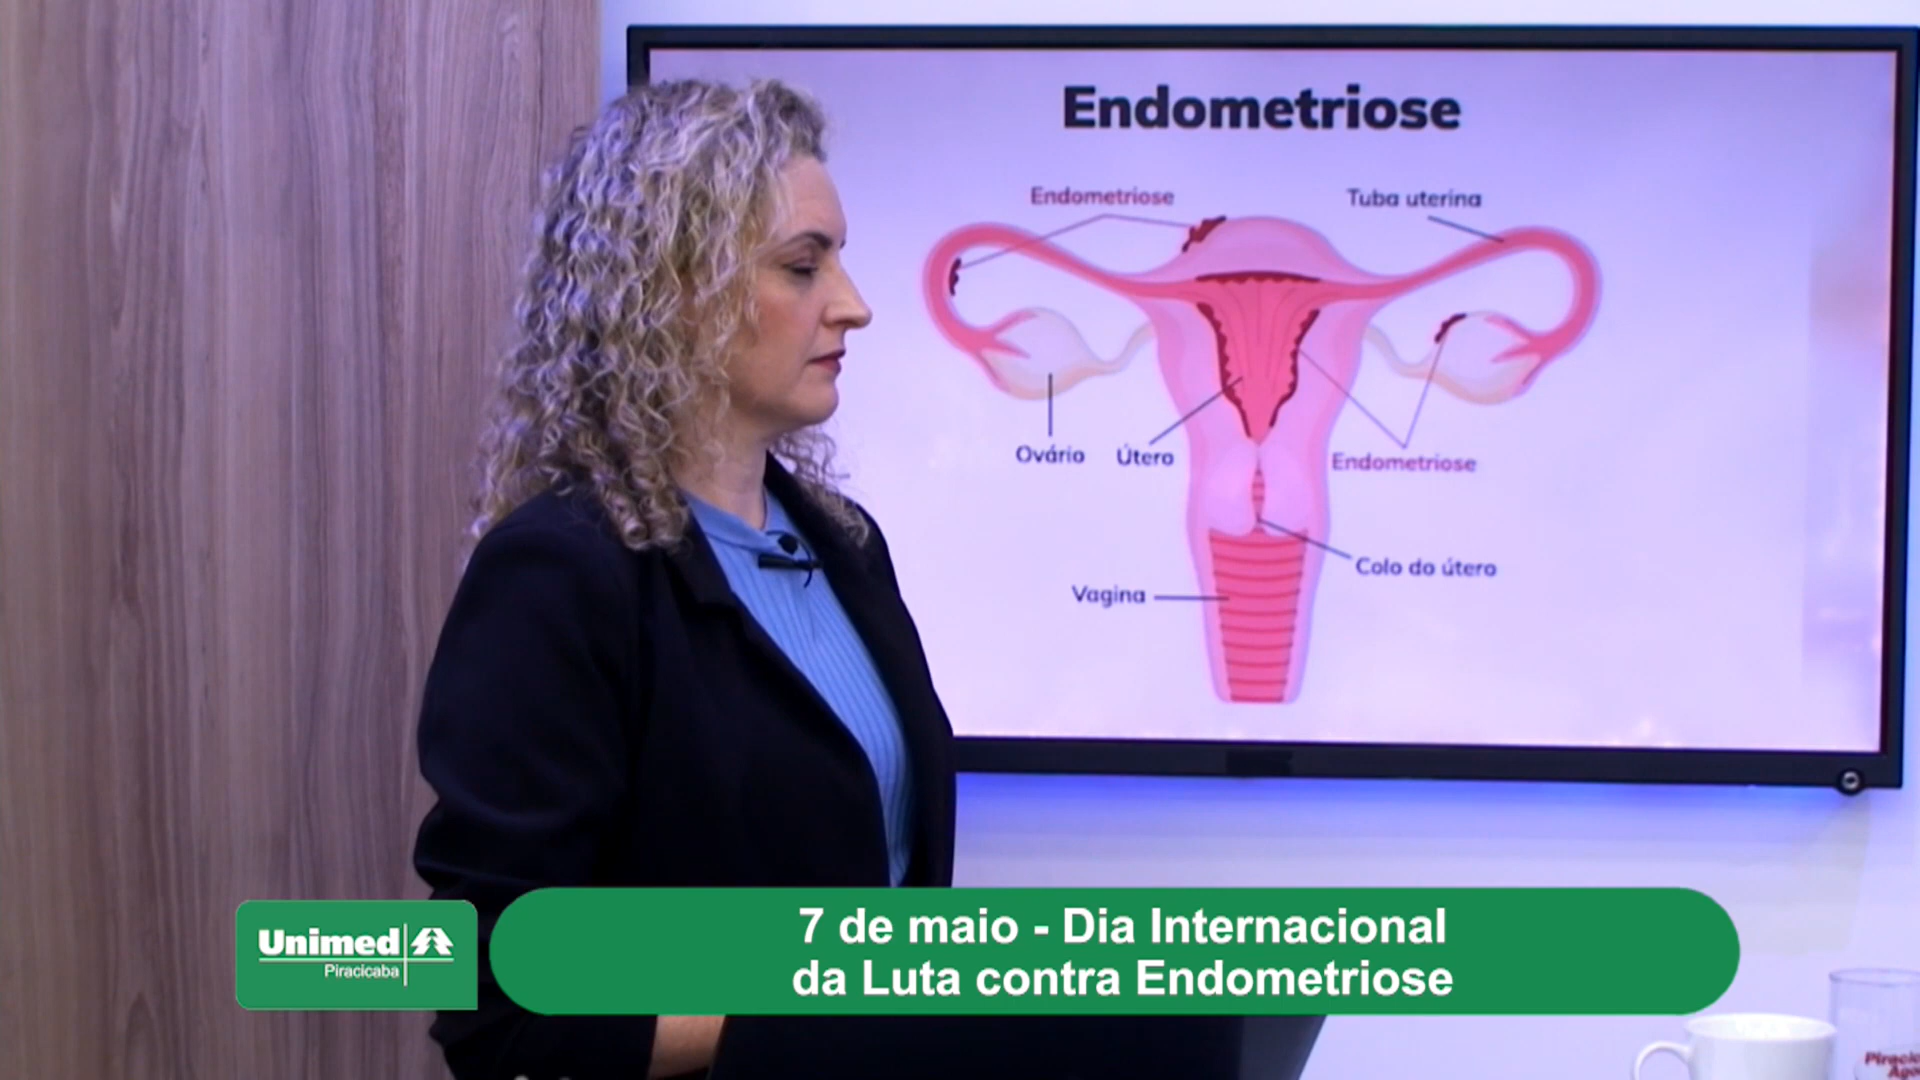 Endometriose
Endometriose
Tuba uterina
Ovário
Útero
Endometriose
Colo do útero
Vagina
Unimed
Piracicaba
7 de maio - Dia Internacional
da Luta contra Endometriose